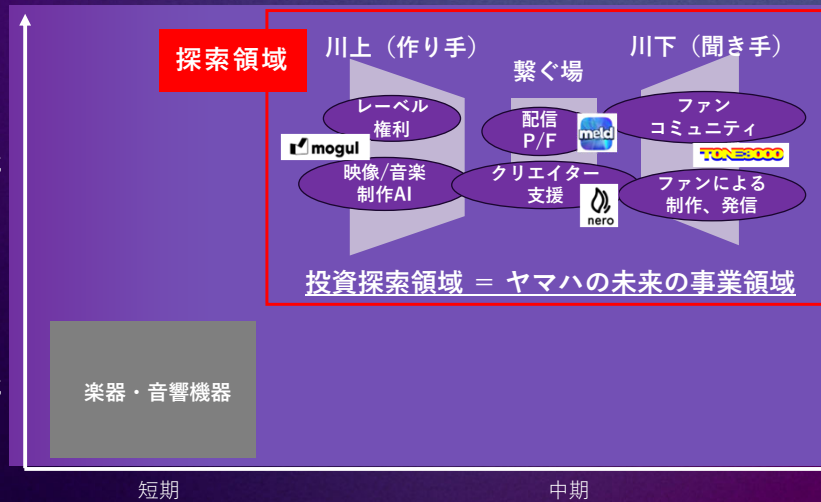 探索領域
川上（作り手）
繋ぐ場
川下（聞き手）
レーベル
権利
配信
P/F
meld
ファン
コミュニティ
mogul
TONE3000
映像/音楽
制作AI
クリエイター
支援
nero
ファンによる
制作、発信
投資探索領域 = ヤマハの未来の事業領域
楽器・音響機器
短期
中期